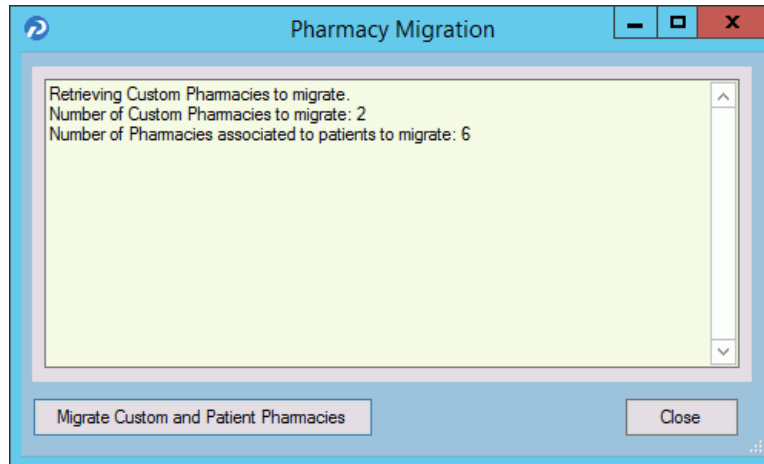 Pharmacy Migration
Retrieving Custom Pharmacies to migrate.
Number of Custom Pharmacies to migrate: 2
Number of Pharmacies associated to patients to migrate: 6
Migrate Custom and Patient Pharmacies
Close